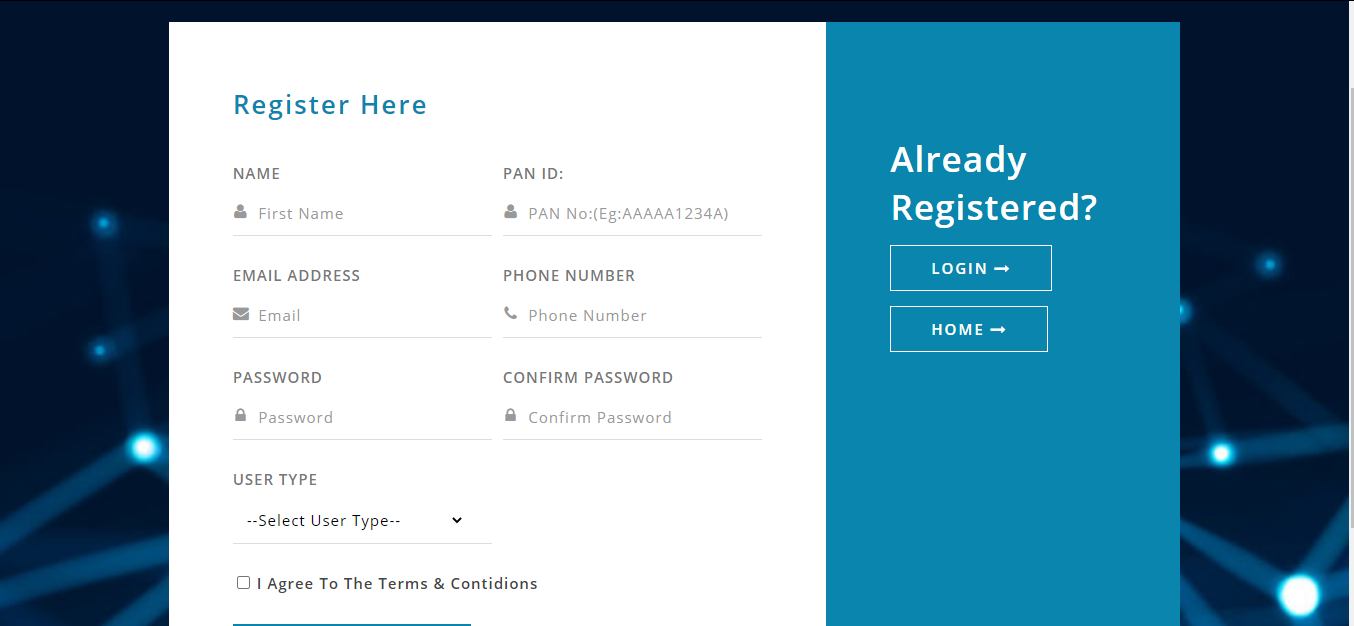 Register Here
NAME
First Name
PAN ID:
PAN No:(Eg:AAAAA1234A)
EMAIL ADDRESS
Email
PHONE NUMBER
Phone Number
PASSWORD
Password
CONFIRM PASSWORD
Confirm Password
USER TYPE
--Select User Type--
I Agree To The Terms & Contidions
Already
Registered?
LOGIN
HOME